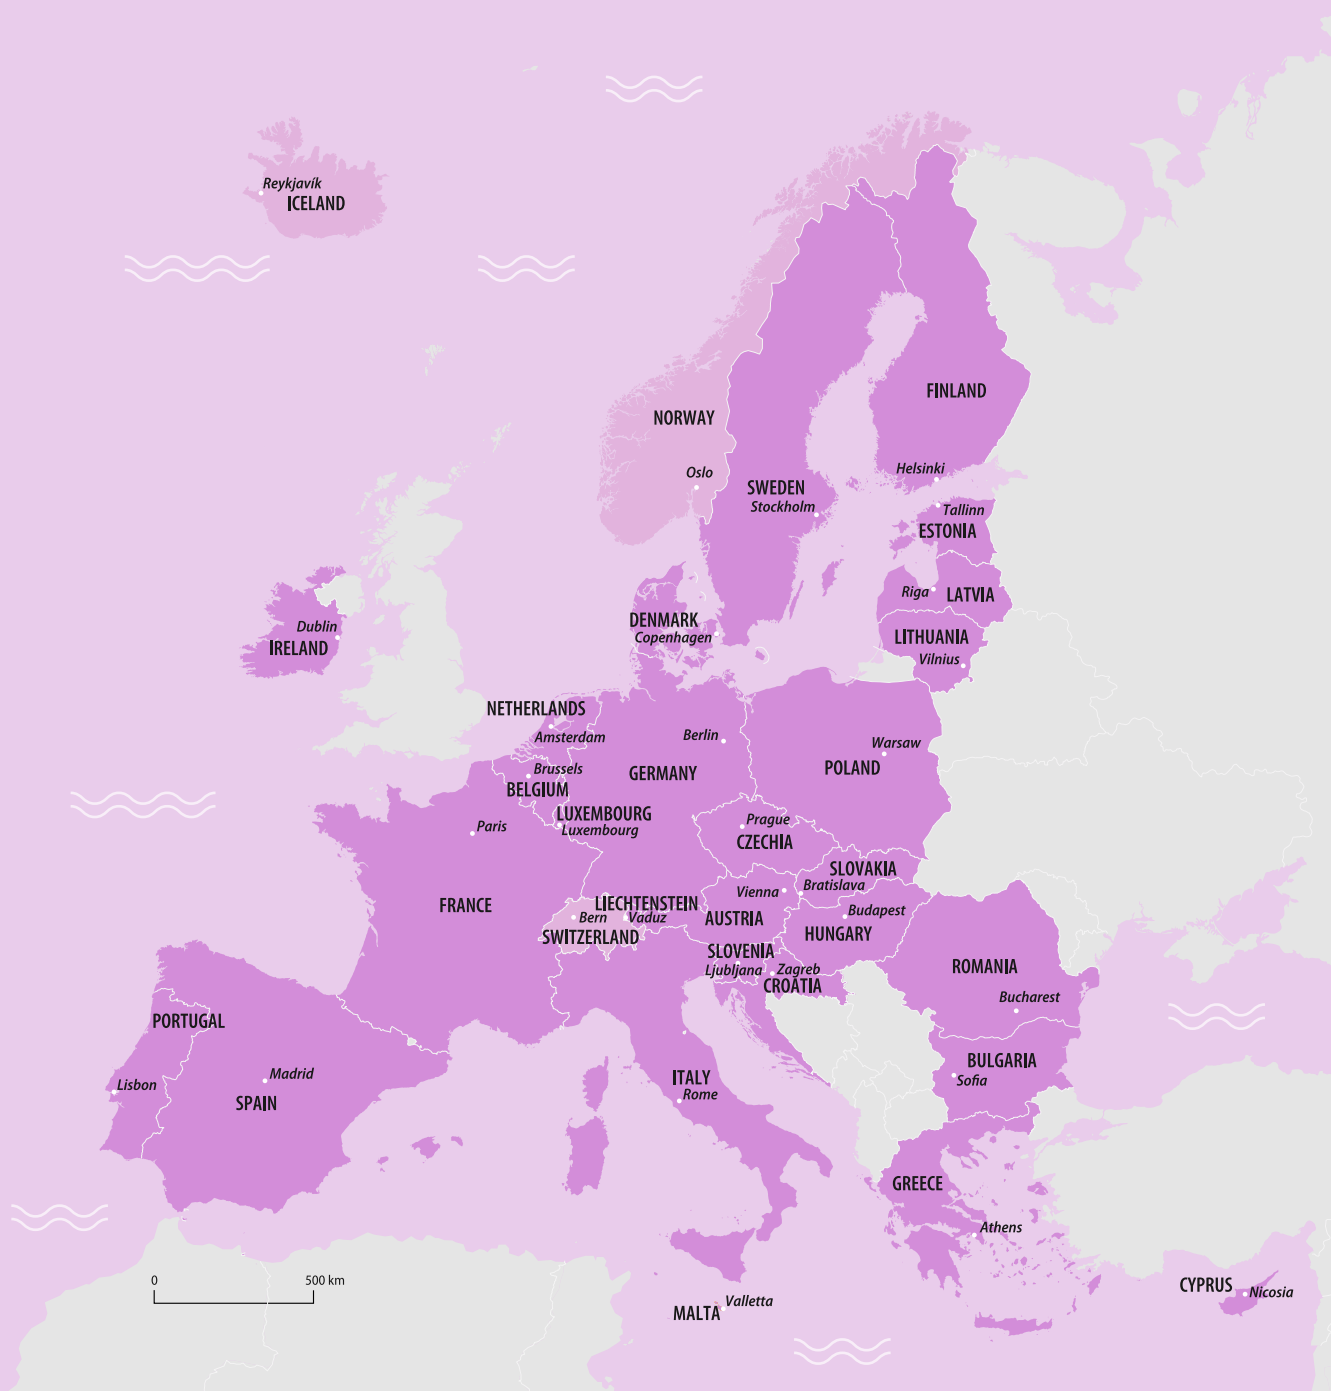 Reykjavík
ICELAND
FINLAND
NORWAY
Oslo
Helsinki
SWEDEN
Stockholm
Tallinn
ESTONIA
Riga
LATVIA
DENMARK
Copenhagen
Dublin
IRELAND
LITHUANIA
Vilnius
NETHERLANDS
Amsterdam
Berlin
Warsaw
POLAND
GERMANY
Brussels
BELGIUM
LUXEMBOURG
Luxembourg
Paris
Prague
CZECHIA
SLOVAKIA
Bratislava
Vienna
AUSTRIA
FRANCE
LIECHTENSTEIN
Vaduz
Bern
SWITZERLAND
Budapest
HUNGARY
SLOVENIA
Ljubljana
Zagreb
CROATIA
ROMANIA
Bucharest
PORTUGAL
Lisbon
Madrid
SPAIN
ITALY
Rome
BULGARIA
Sofia
GREECE
Athens
0 500 km
MALTA
Valletta
CYPRUS
Nicosia